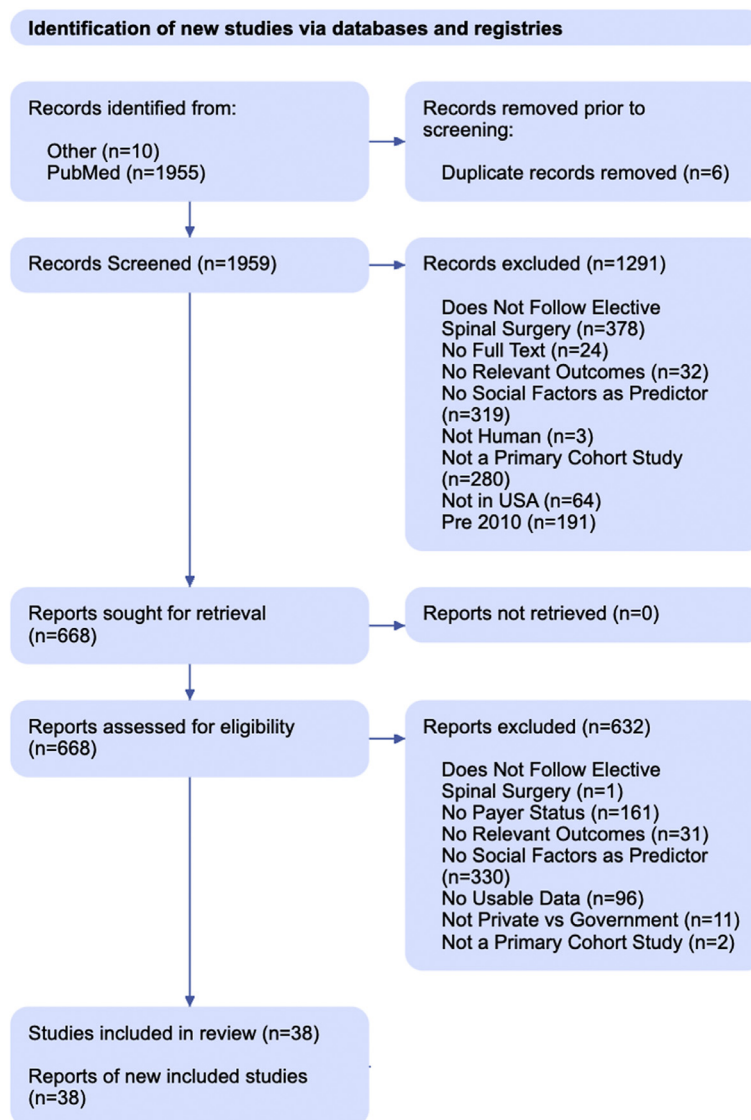 Identification of new studies via databases and registries
Records identified from:
Other (n=10)
PubMed (n=1955)
Records removed prior to
screening:
Duplicate records removed (n=6)
Records Screened (n=1959)
Records excluded (n=1291)
Does Not Follow Elective
Spinal Surgery (n=378)
No Full Text (n=24)
No Relevant Outcomes (n=32)
No Social Factors as Predictor
(n=319)
Not Human (n=3)
Not a Primary Cohort Study
(n=280)
Not in USA (n=64)
Pre 2010 (n=191)
Reports sought for retrieval
(n=668)
Reports not retrieved (n=0)
Reports assessed for eligibility
(n=668)
Reports excluded (n=632)
Does Not Follow Elective
Spinal Surgery (n=1)
No Payer Status (n=161)
No Relevant Outcomes (n=31)
No Social Factors as Predictor
(n=330)
No Usable Data (n=96)
Not Private vs Government (n=11)
Not a Primary Cohort Study (n=2)
Studies included in review (n=38)
Reports of new included studies
(n=38)